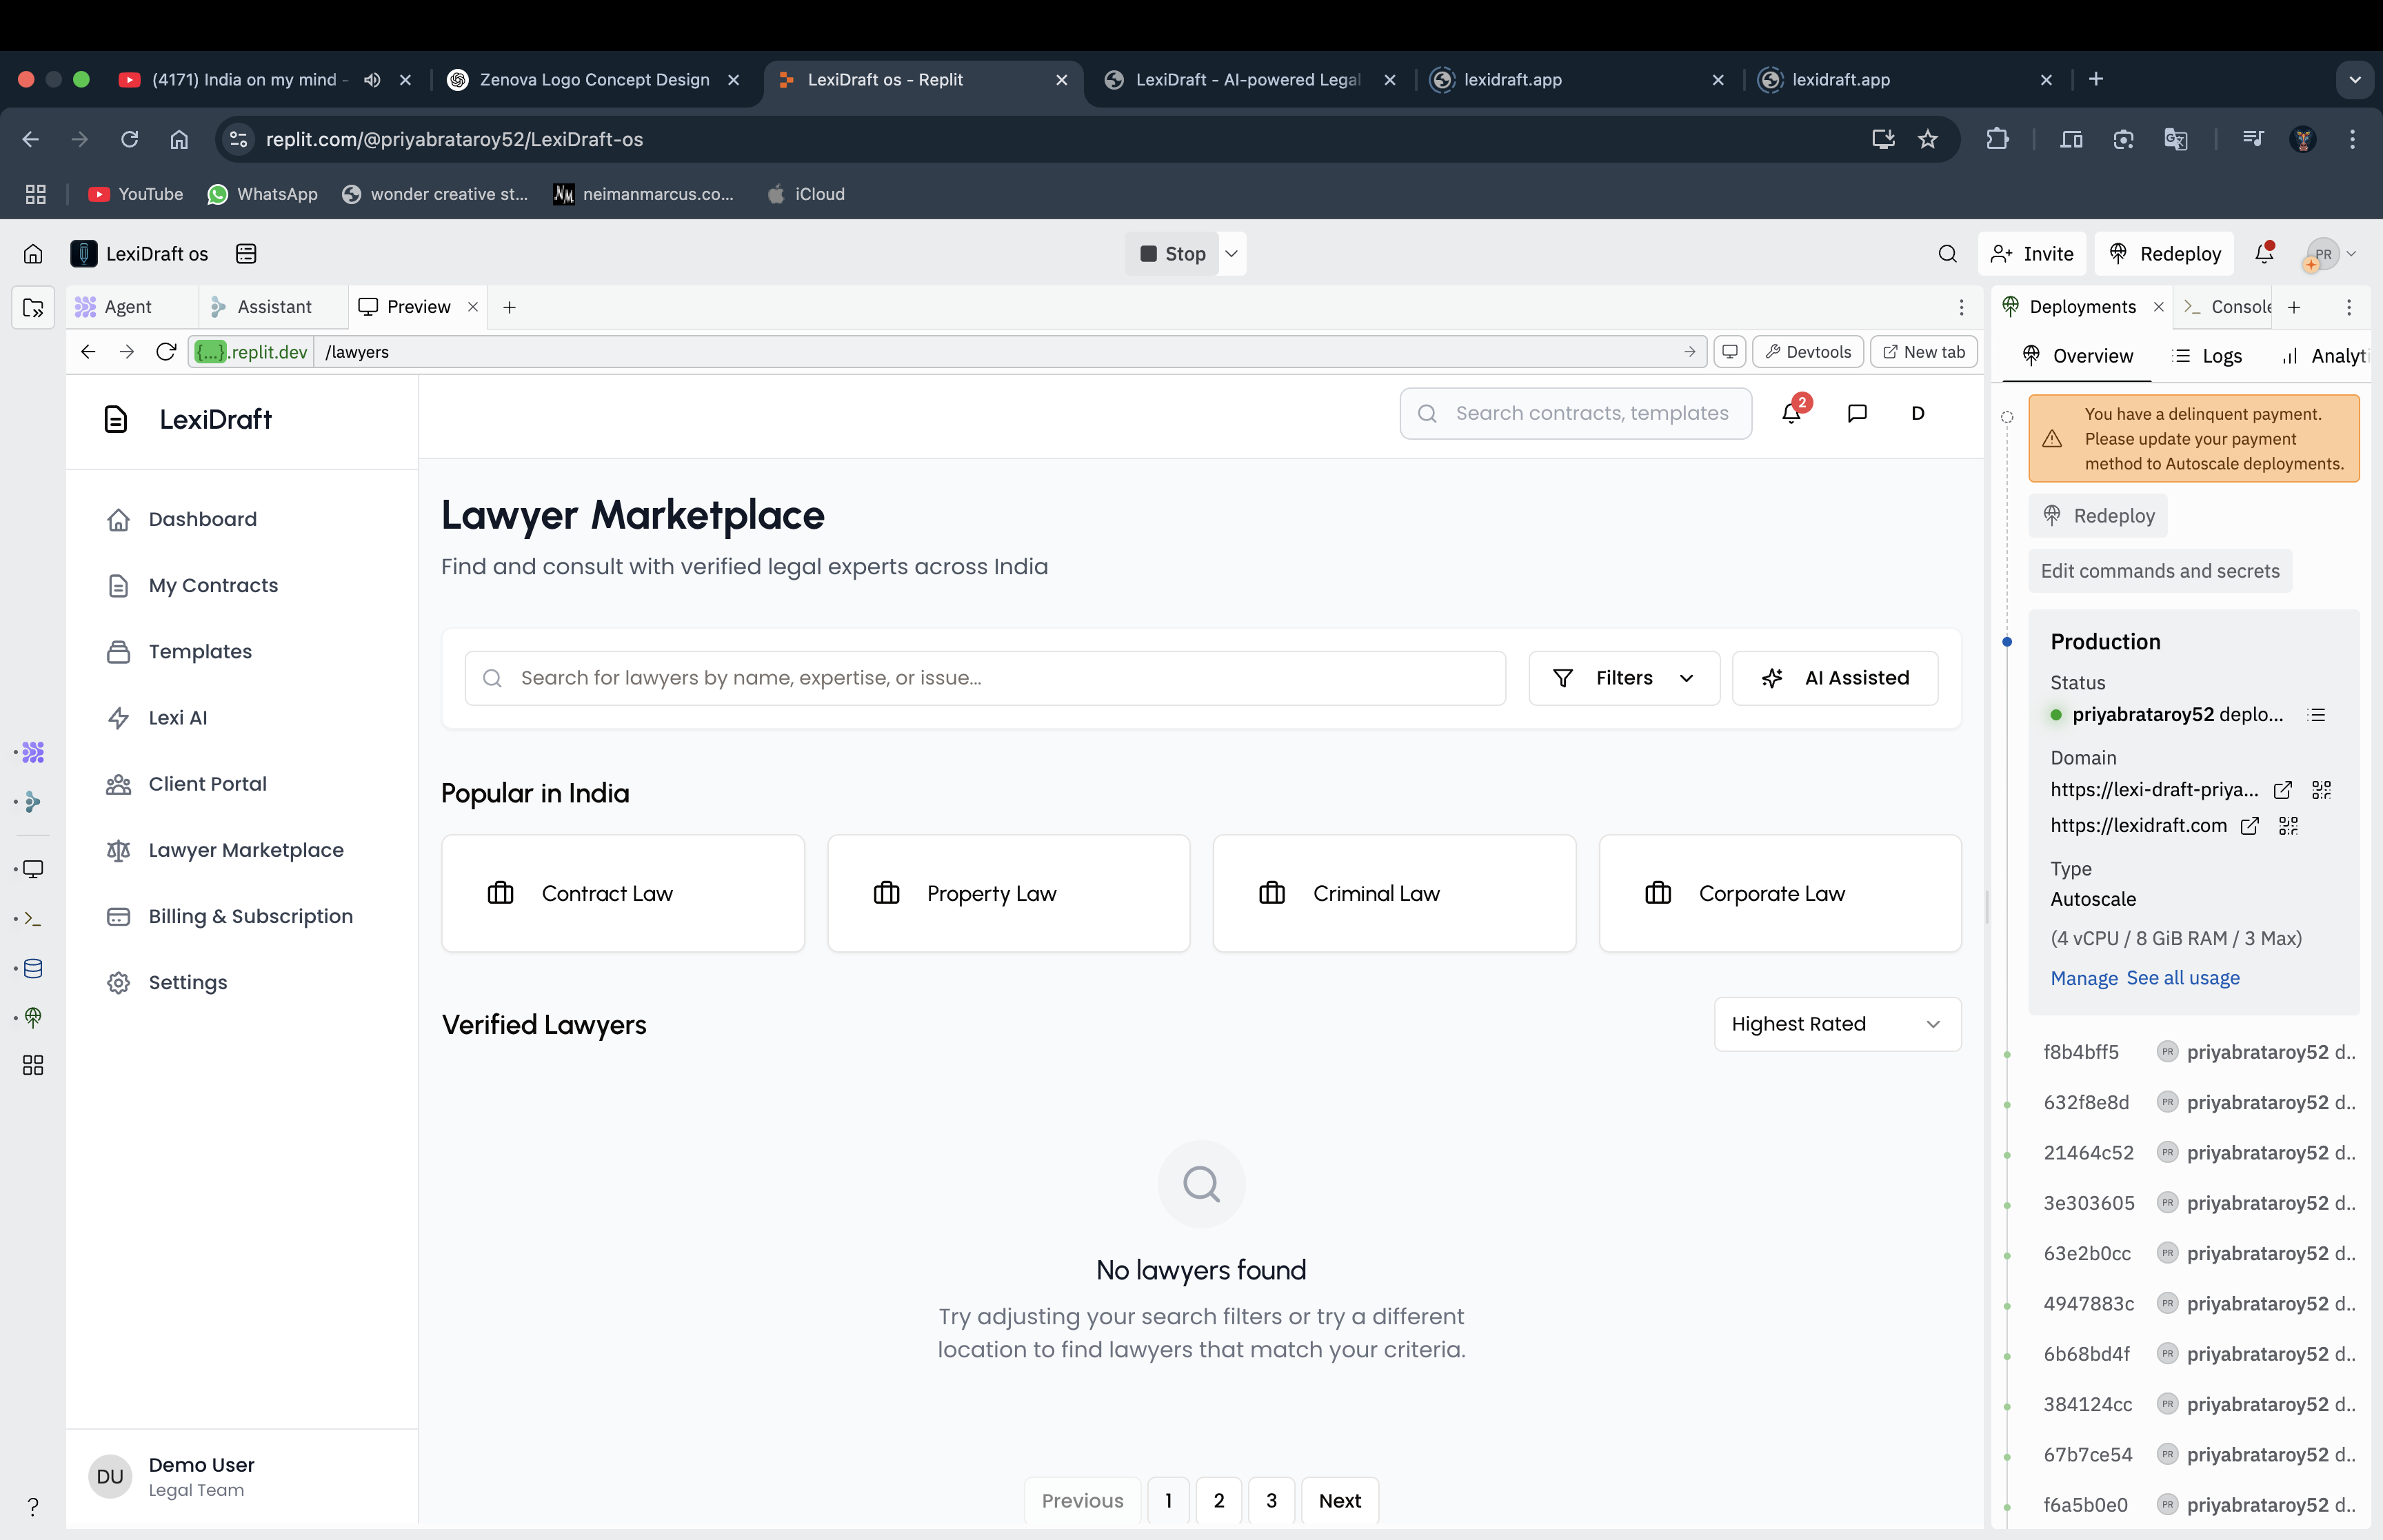 (4171) India on my mind -
Zenova Logo Concept Design
LexiDraft os - Replit
LexiDraft - AI-powered Legal
lexidraft.app
lexidraft.app
replit.com/@priyabrataroy52/LexiDraft-os
YouTube
WhatsApp
wonder creative st...
neimanmarcus.co...
iCloud
LexiDraft os
Stop
Invite
Redeploy
PR
Agent
Assistant
Preview
Deployments
Console
{...}.replit.dev
/lawyers
Devtools
New tab
Overview
Logs
Analyti
LexiDraft
Search contracts, templates
2
D
Dashboard
My Contracts
Templates
Lexi AI
Client Portal
Lawyer Marketplace
Billing & Subscription
Settings
DU
Demo User
Legal Team
Lawyer Marketplace
Find and consult with verified legal experts across India
Search for lawyers by name, expertise, or issue...
Filters
AI Assisted
Popular in India
Contract Law
Property Law
Criminal Law
Corporate Law
Verified Lawyers
Highest Rated
No lawyers found
Try adjusting your search filters or try a different
location to find lawyers that match your criteria.
Previous
1
2
3
Next
You have a delinquent payment.
Please update your payment
method to Autoscale deployments.
Redeploy
Edit commands and secrets
Production
Status
priyabrataroy52 deplo...
Domain
https://lexi-draft-priya...
https://lexidraft.com
Type
Autoscale
(4 vCPU / 8 GiB RAM / 3 Max)
Manage See all usage
f8b4bff5 PR priyabrataroy52 d..
632f8e8d PR priyabrataroy52 d..
21464c52 PR priyabrataroy52 d..
3e303605 PR priyabrataroy52 d..
63e2b0cc PR priyabrataroy52 d..
4947883c PR priyabrataroy52 d..
6b68bd4f PR priyabrataroy52 d..
384124cc PR priyabrataroy52 d..
67b7ce54 PR priyabrataroy52 d..
f6a5b0e0 PR priyabrataroy52 d..